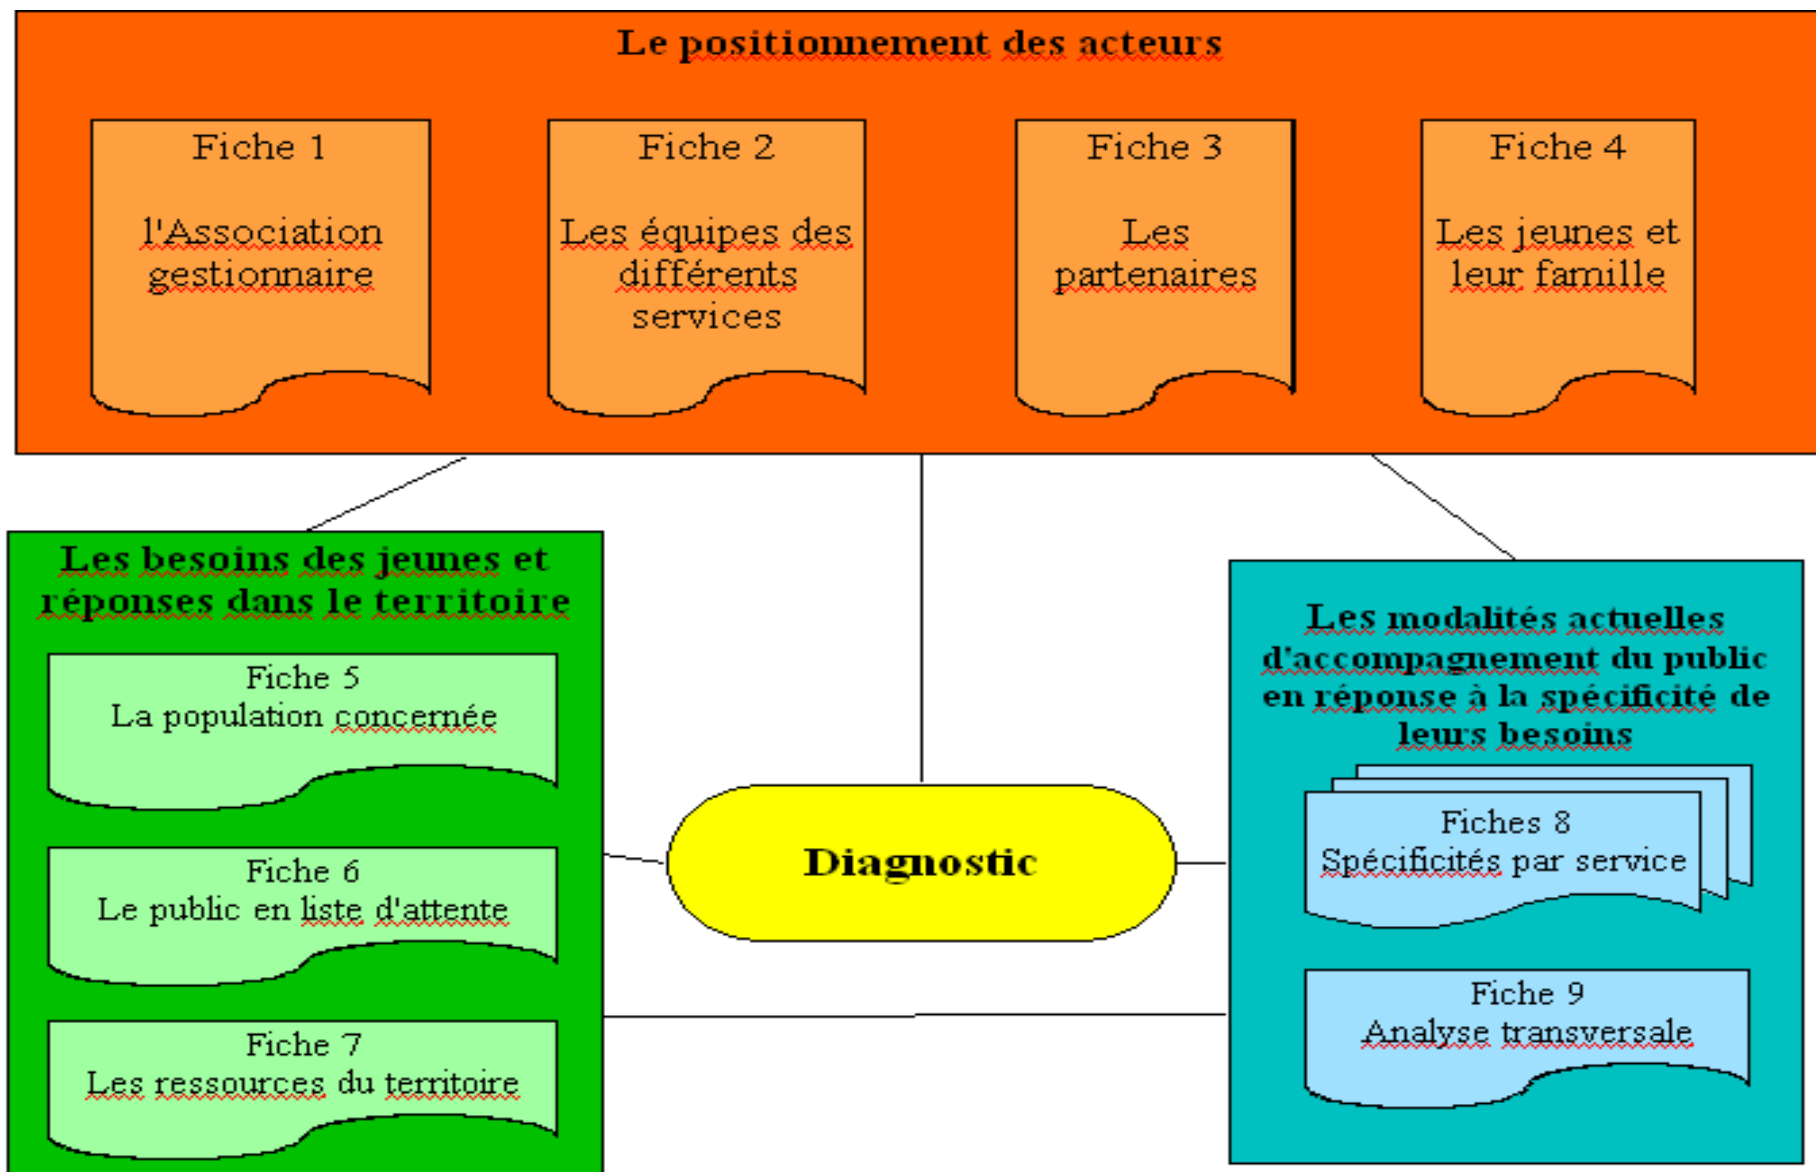 Le positionnement des acteurs
Fiche 1
l'Association
gestionnaire
Fiche 2
Les équipes des
différents
services
Fiche 3
Les
partenaires
Fiche 4
Les jeunes et
leur famille
Les besoins des jeunes et
réponses dans le territoire
Fiche 5
La population concernée
Fiche 6
Le public en liste d'attente
Fiche 7
Les ressources du territoire
Diagnostic
Les modalités actuelles
d'accompagnement du public
en réponse à la spécificité de
leurs besoins
Fiches 8
Spécificités par service
Fiche 9
Analyse transversale